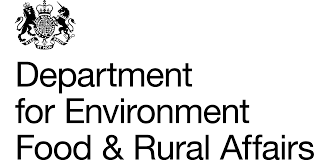 Department
for Environment
Food & Rural Affairs